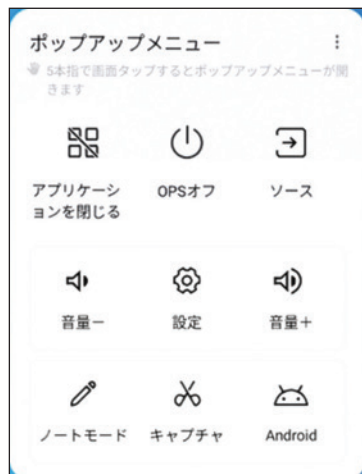 ポップアップメニュー
5本指で画面タップするとポップアップメニューが開
きます
アプリケーシ
ョンを閉じる
OPSオフ
ソース
音量ー
設定
音量＋
ノートモード
キャプチャ
Android